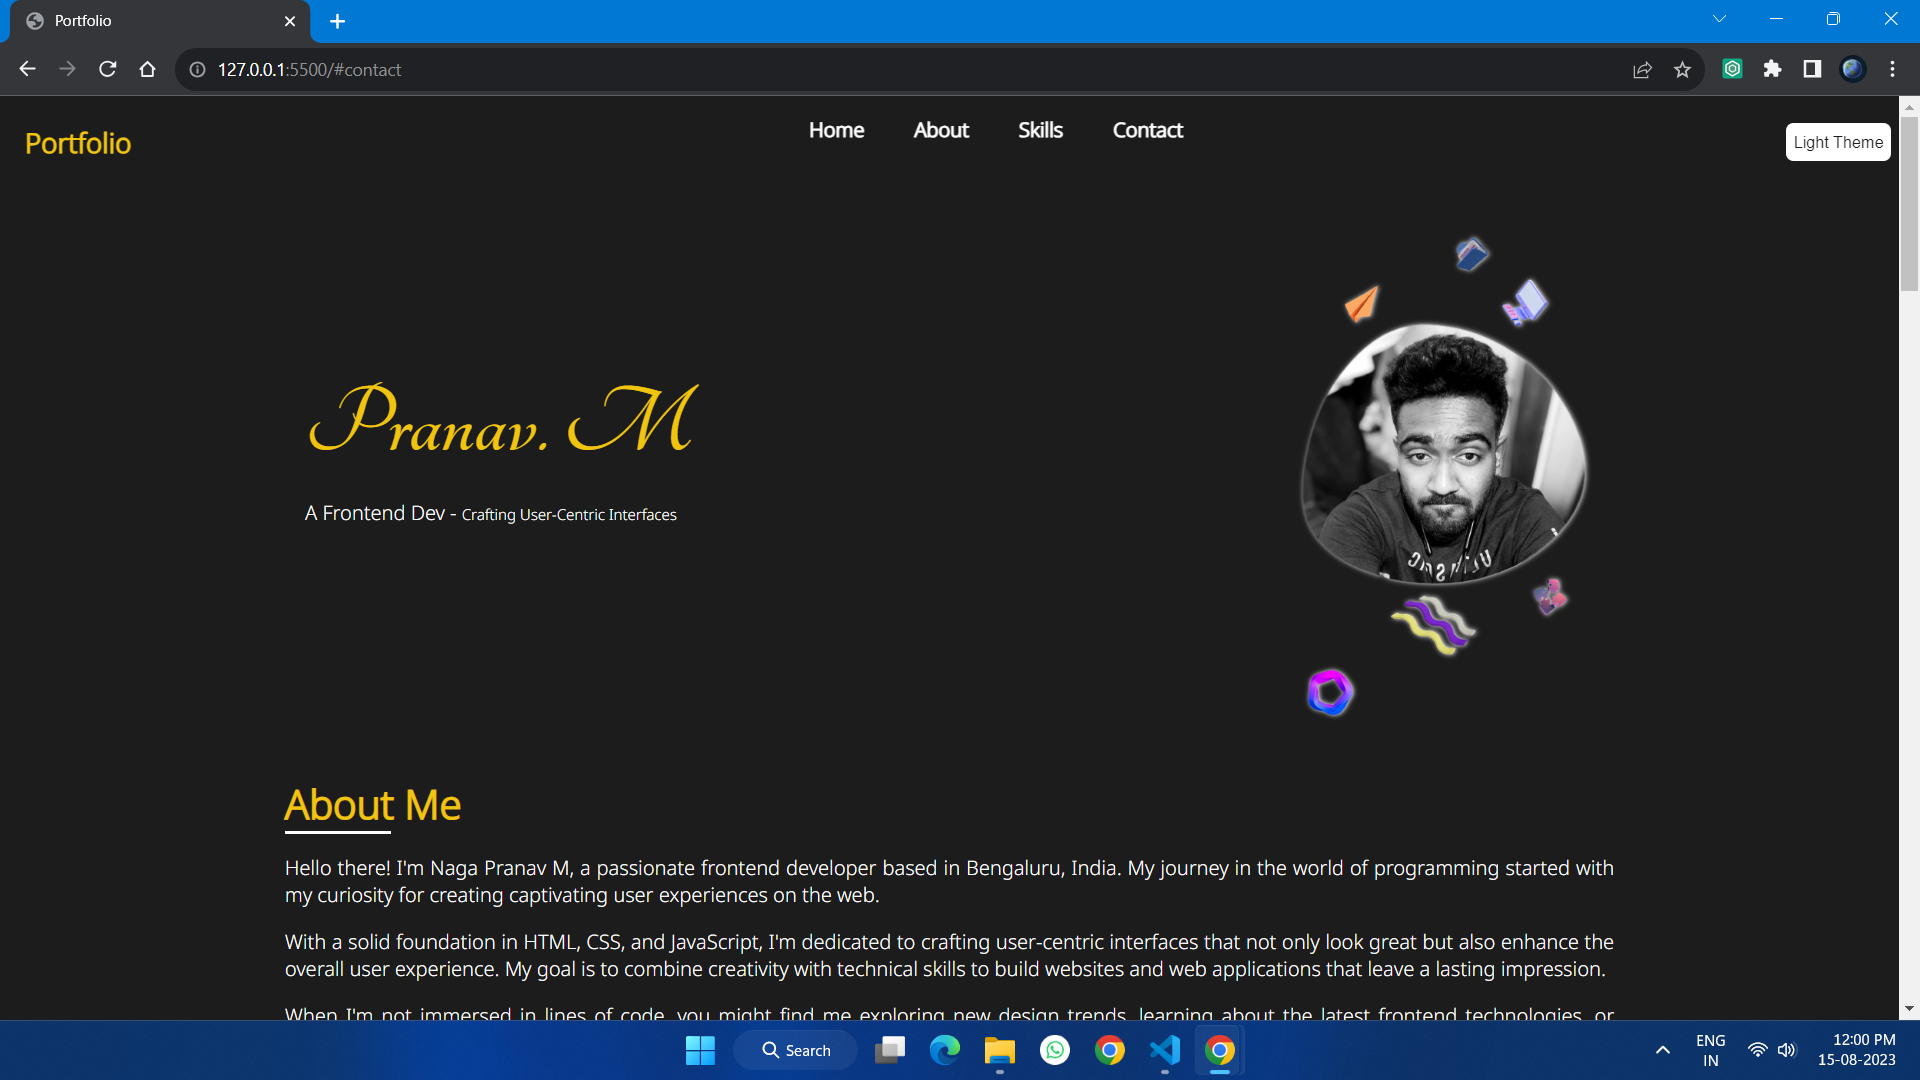 Portfolio
127.0.0.1:5500/#contact
Portfolio
Home About Skills Contact
Light Theme
Pranav. M
A Frontend Dev - Crafting User-Centric Interfaces
About Me
Hello there! I'm Naga Pranav M, a passionate frontend developer based in Bengaluru, India. My journey in the world of programming started with
my curiosity for creating captivating user experiences on the web.
With a solid foundation in HTML, CSS, and JavaScript, I'm dedicated to crafting user-centric interfaces that not only look great but also enhance the
overall user experience. My goal is to combine creativity with technical skills to build websites and web applications that leave a lasting impression.
When I'm not immersed in lines of code, you might find me exploring new design trends, learning about the latest frontend technologies, or
Search
ENG
IN
12:00 PM
15-08-2023